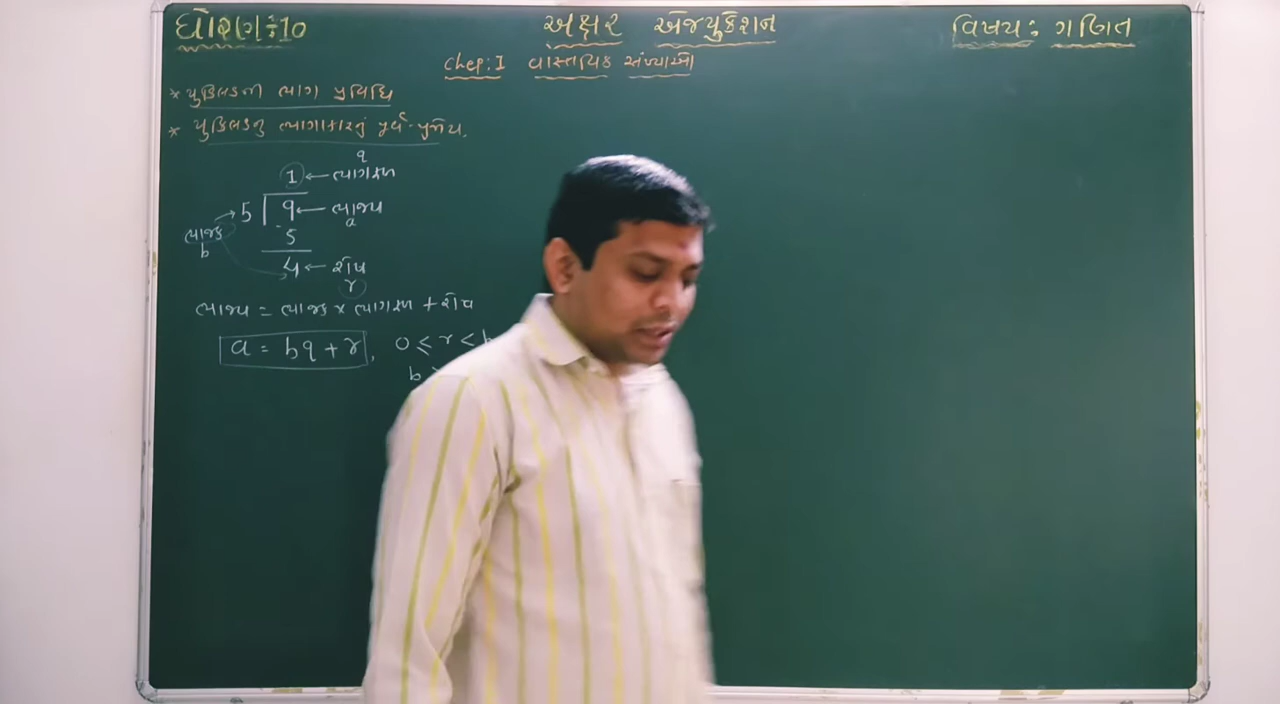 ધોરણઃ10 અક્ષર એજ્યુકેશન વિષયઃ ગણિત
Chep:1 વાસ્તવિક સંખ્યાઓ
* યુક્લિડની ભાગ પ્રવિધિ
* યુક્લિડનુ ભાગાકારનું પૂર્વ-પ્રમેય.
q
1 ← ભાગફળ
5 9 ← ભાજ્ય
ભાજક a
b 5
4 ← શેષ
r
ભાજ્ય = ભાજક × ભાગફળ + શેષ
a = bq + r, 0 ≤ r <
b